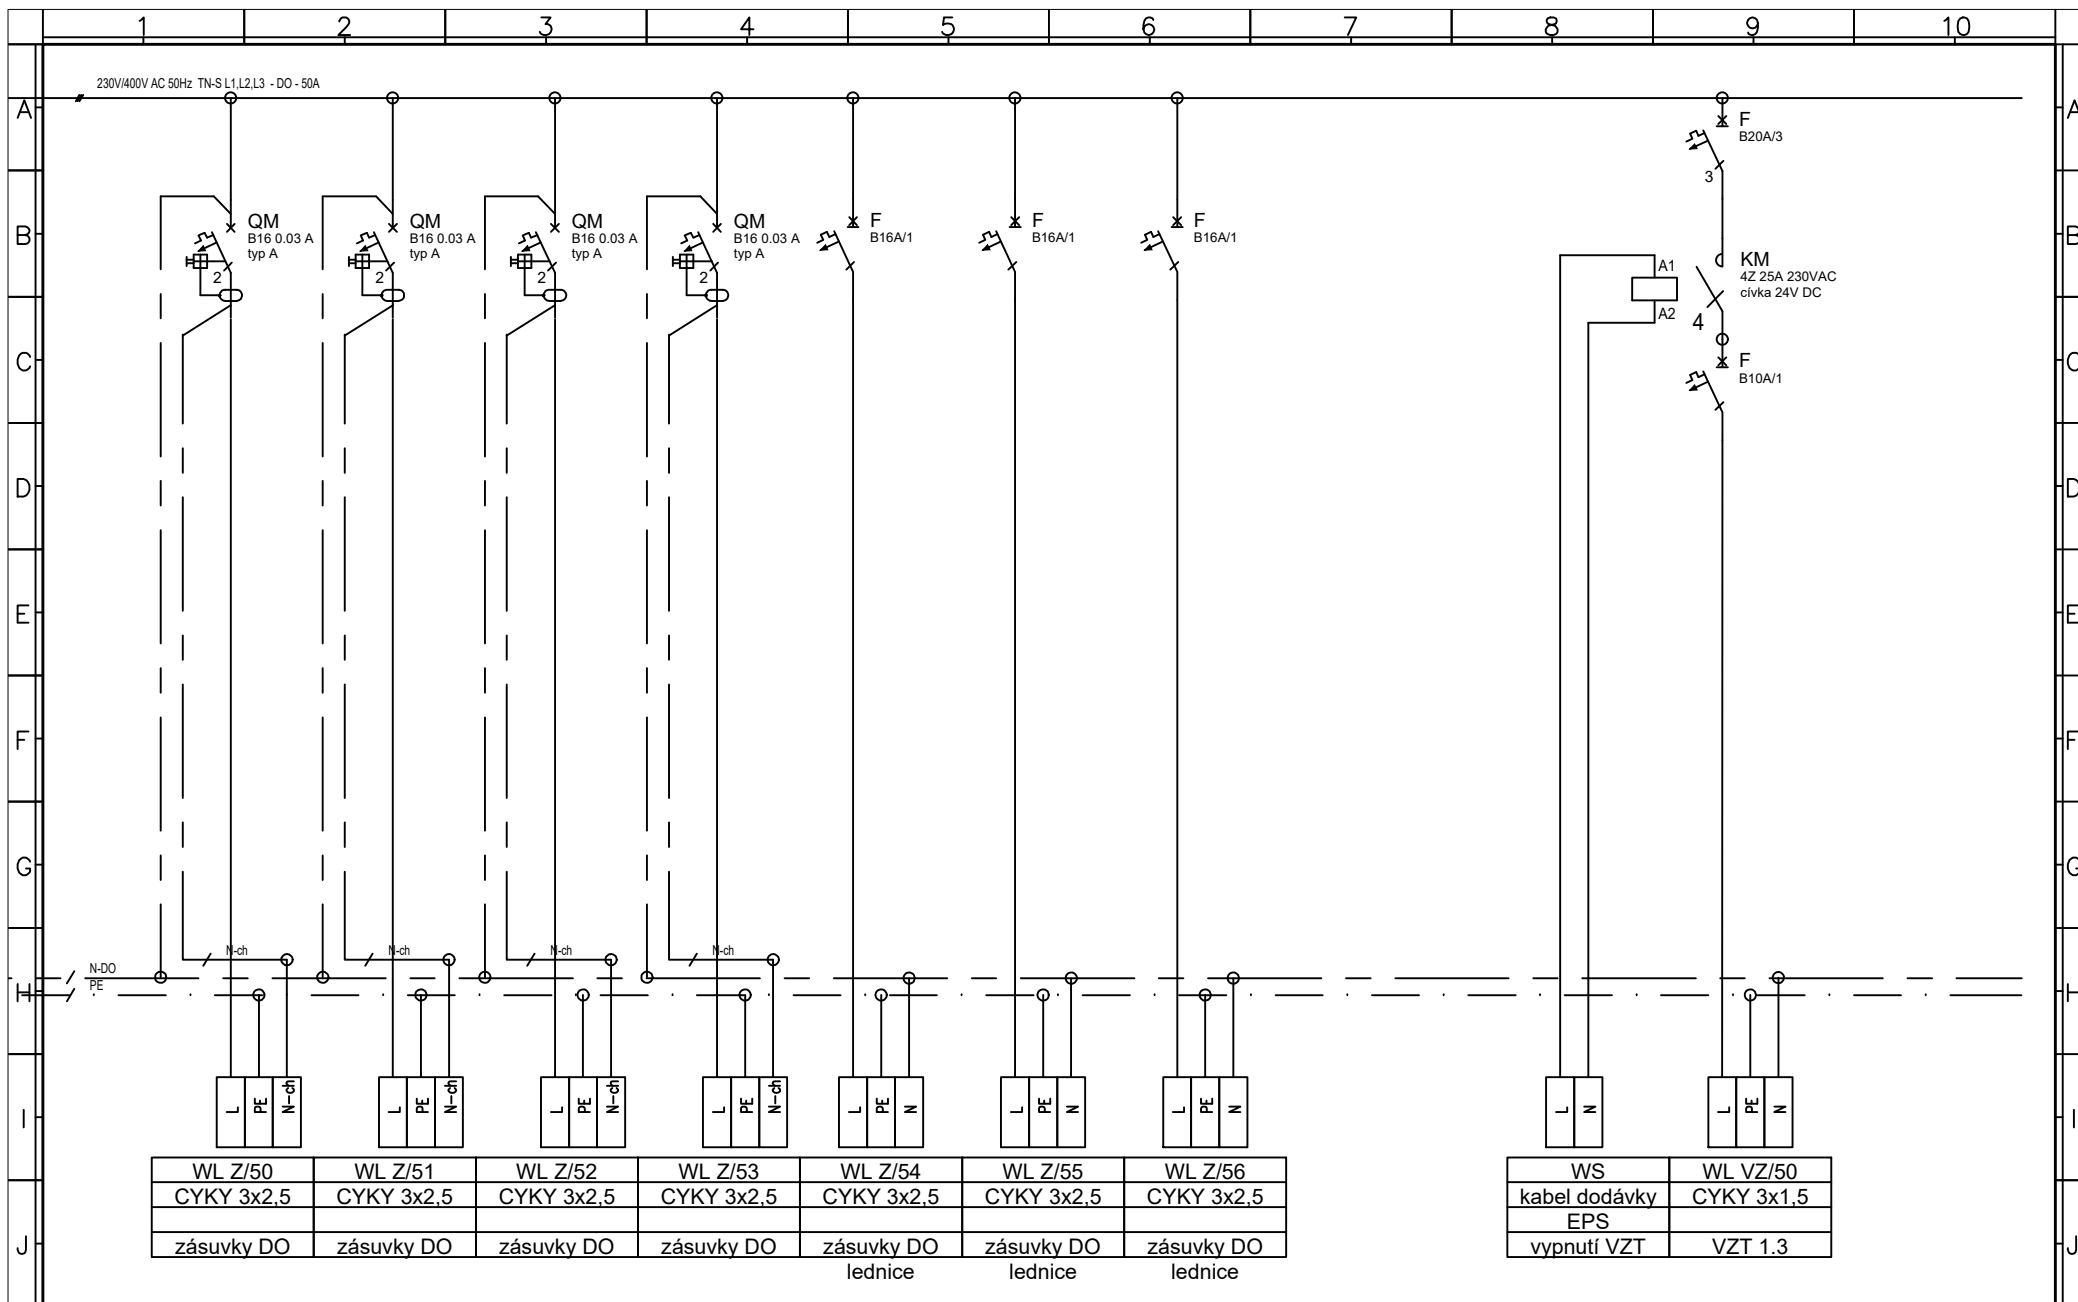 1 2 3 4 5 6 7 8 9 10
230V/400V AC 50Hz TN-S L1,L2,L3 - DO - 50A
A A
F
B20A/3
3
B B
QM
B16 0.03 A
typ A
2
QM
B16 0.03 A
typ A
2
QM
B16 0.03 A
typ A
2
QM
B16 0.03 A
typ A
2
F
B16A/1
F
B16A/1
F
B16A/1
A1
A2
KM
4Z 25A 230VAC
cívka 24V DC
4
C C
F
B10A/1
D D
E E
F F
G G
N-ch N-ch N-ch N-ch
N-DO
PE
H H
I I
L PE N-ch L PE N-ch L PE N-ch L PE N-ch L PE N L PE N L PE N L N L PE N
WL Z/50 WL Z/51 WL Z/52 WL Z/53 WL Z/54 WL Z/55 WL Z/56 WS WL VZ/50
CYKY 3x2,5 CYKY 3x2,5 CYKY 3x2,5 CYKY 3x2,5 CYKY 3x2,5 CYKY 3x2,5 CYKY 3x2,5 kabel dodávky CYKY 3x1,5
EPS
J J
zásuvky DO zásuvky DO zásuvky DO zásuvky DO zásuvky DO zásuvky DO zásuvky DO vypnutí VZT VZT 1.3
lednice lednice lednice